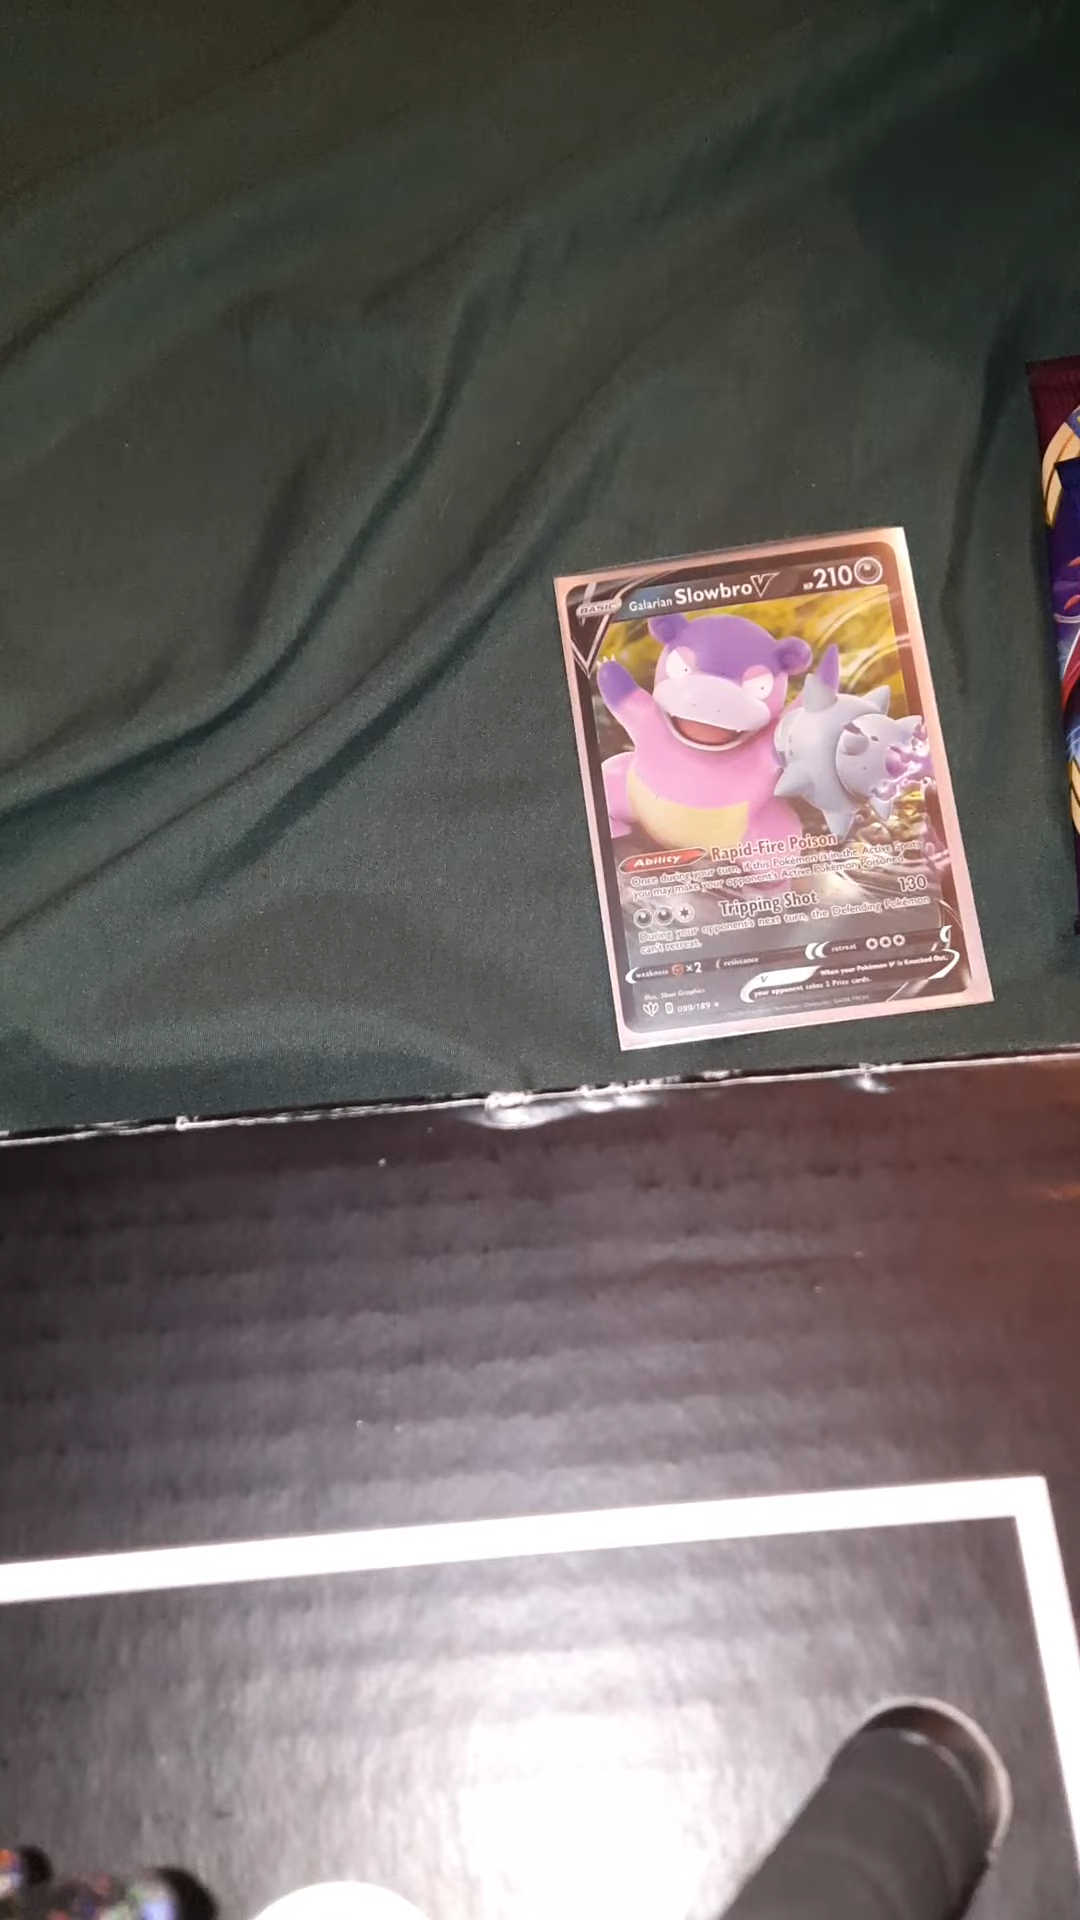 BASIC Galarian Slowbro V HP 210
Ability Rapid-Fire Poison
Once during your turn, if this Pokémon is in the Active Spot,
you may make your opponent's Active Pokémon Poisoned.
Tripping Shot 130
During your opponent's next turn, the Defending Pokémon
can't retreat.
weakness ×2 resistance retreat
V When your Pokémon V is Knocked Out,
your opponent takes 2 Prize cards.
Illus.
D 099/189 ★